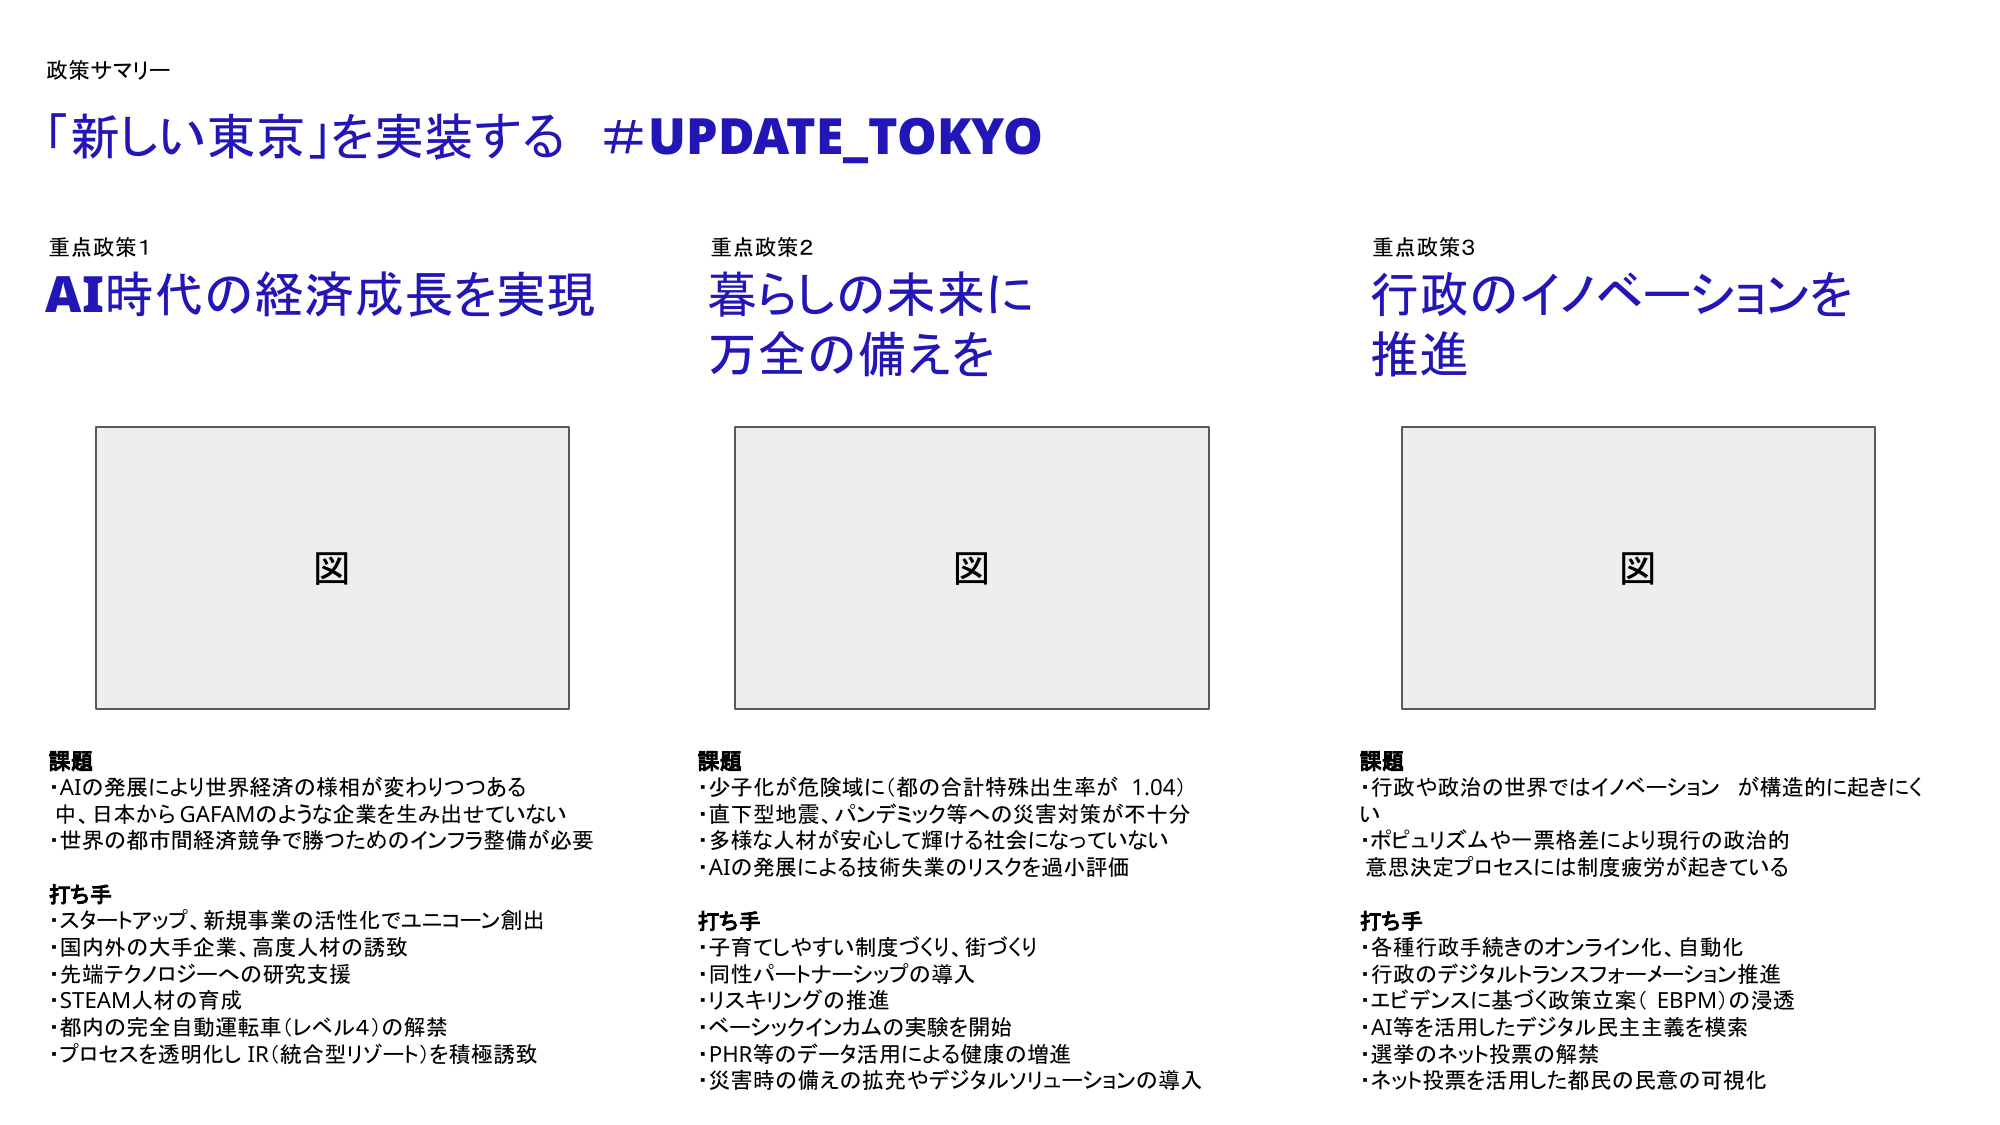 政策サマリー
「新しい東京」を実装する #UPDATE_TOKYO
重点政策1
AI時代の経済成長を実現
図
課題
・AIの発展により世界経済の様相が変わりつつある
中、日本からGAFAMのような企業を生み出せていない
・世界の都市間経済競争で勝つためのインフラ整備が必要
打ち手
・スタートアップ、新規事業の活性化でユニコーン創出
・国内外の大手企業、高度人材の誘致
・先端テクノロジーへの研究支援
・STEAM人材の育成
・都内の完全自動運転車（レベル4）の解禁
・プロセスを透明化し IR（統合型リゾート）を積極誘致
重点政策2
暮らしの未来に
万全の備えを
図
課題
・少子化が危険域に（都の合計特殊出生率が 1.04）
・直下型地震、パンデミック等への災害対策が不十分
・多様な人材が安心して輝ける社会になっていない
・AIの発展による技術失業のリスクを過小評価
打ち手
・子育てしやすい制度づくり、街づくり
・同性パートナーシップの導入
・リスキリングの推進
・ベーシックインカムの実験を開始
・PHR等のデータ活用による健康の増進
・災害時の備えの拡充やデジタルソリューションの導入
重点政策3
行政のイノベーションを
推進
図
課題
・行政や政治の世界ではイノベーション が構造的に起きにく
い
・ポピュリズムや一票格差により現行の政治的
意思決定プロセスには制度疲労が起きている
打ち手
・各種行政手続きのオンライン化、自動化
・行政のデジタルトランスフォーメーション推進
・エビデンスに基づく政策立案（ EBPM）の浸透
・AI等を活用したデジタル民主主義を模索
・選挙のネット投票の解禁
・ネット投票を活用した都民の民意の可視化